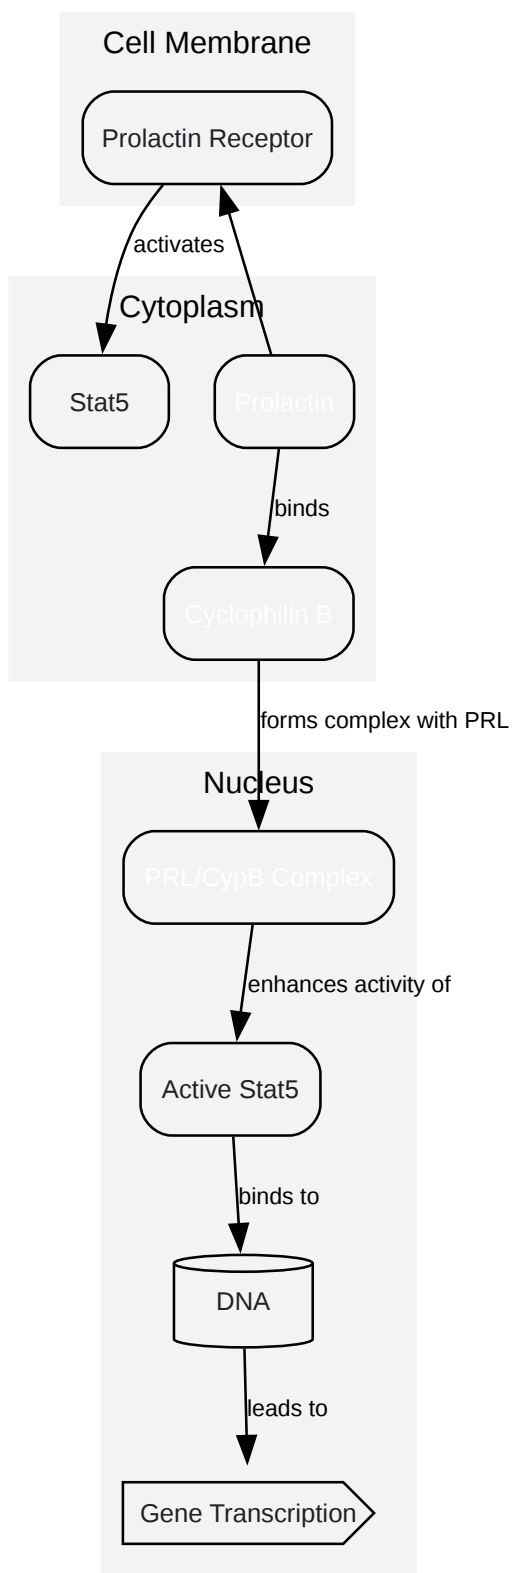 Cell Membrane
Prolactin Receptor
activates
Cytoplasm
Stat5
Prolactin
binds
Cyclophilin B
forms complex with PRL
Nucleus
PRL/CypB Complex
enhances activity of
Active Stat5
binds to
DNA
leads to
Gene Transcription